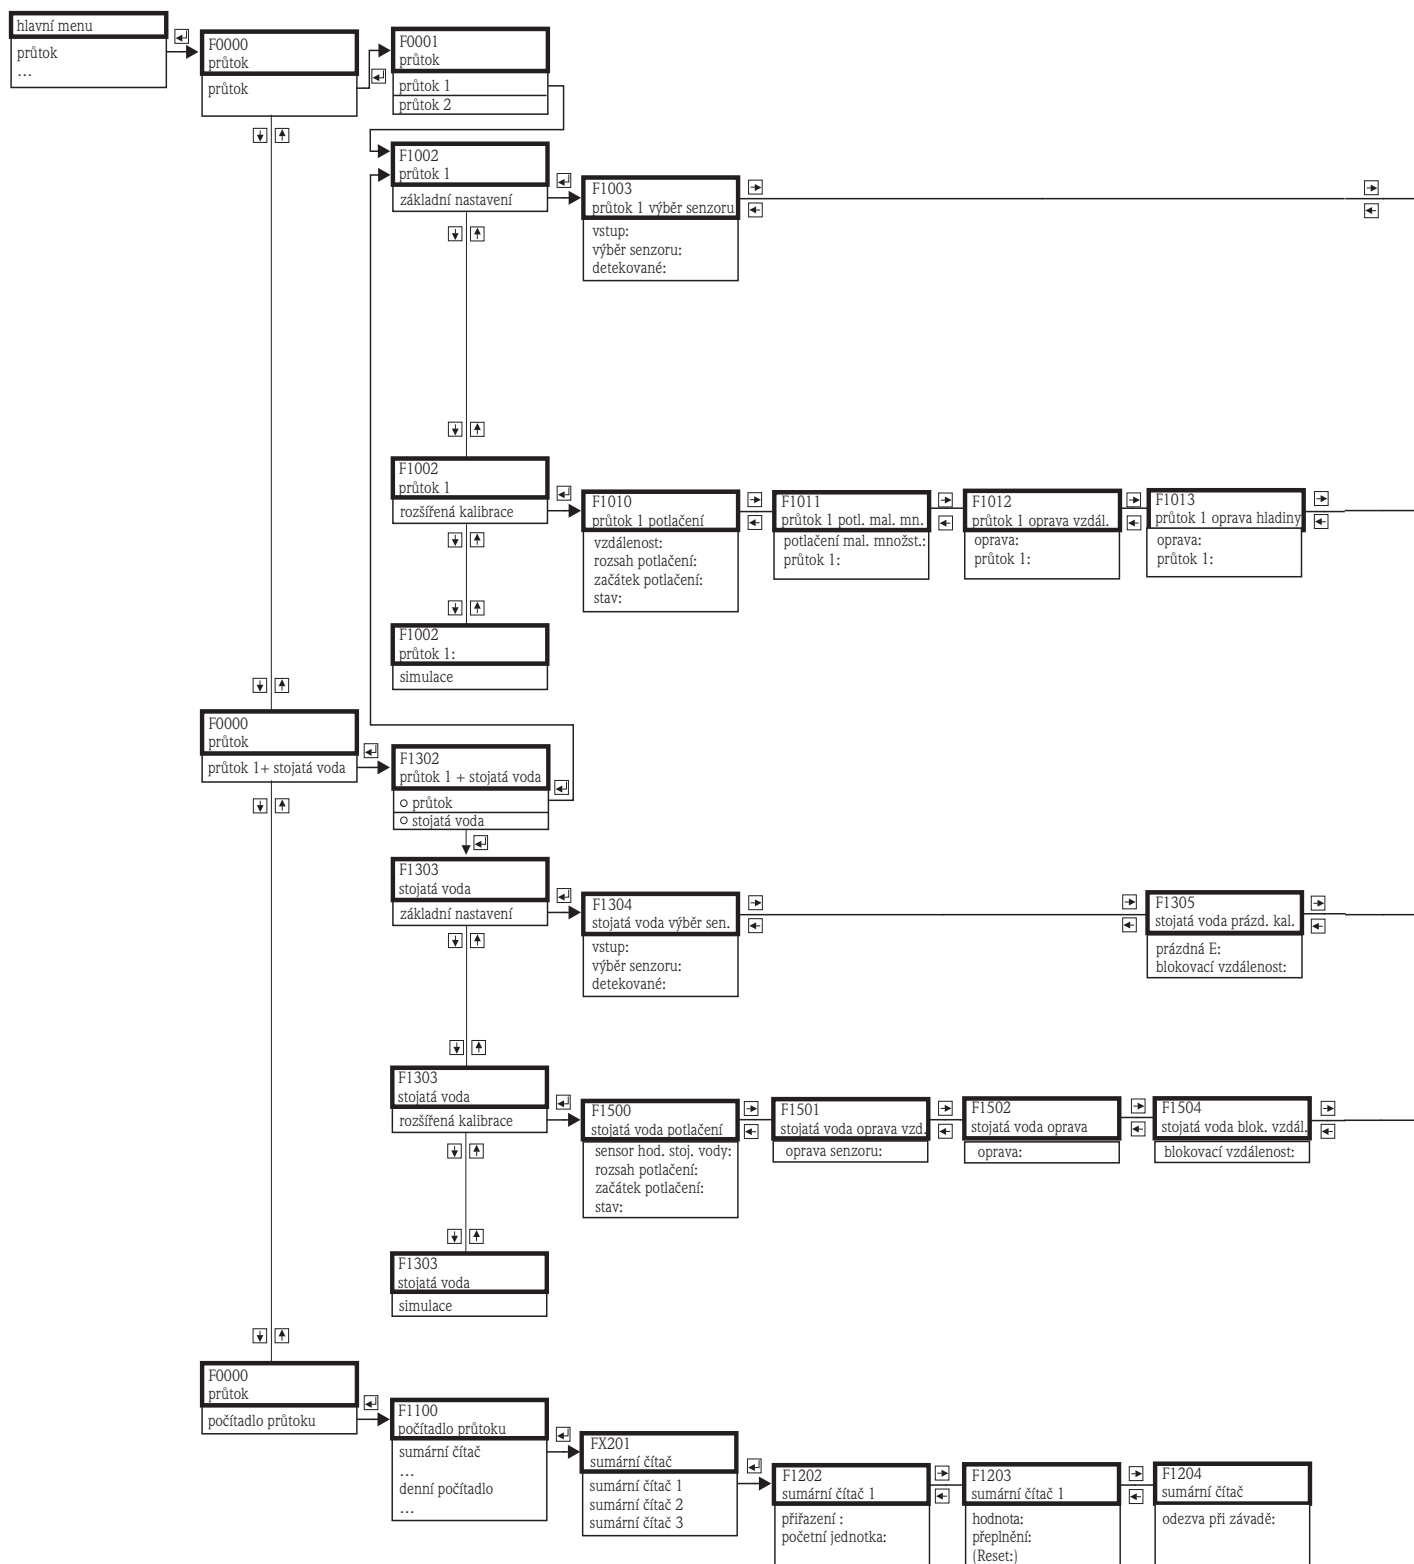 hlavní menu
průtok
...
F0000
průtok
průtok
F0001
průtok
průtok 1
průtok 2
F1002
průtok 1
základní nastavení
F1003
průtok 1 výběr senzoru
vstup:
výběr senzoru:
detekované:
F1002
průtok 1
rozšířená kalibrace
F1010
průtok 1 potlačení
vzdálenost:
rozsah potlačení:
začátek potlačení:
stav:
F1011
průtok 1 potl. mal. mn.
potlačení mal. množst.:
průtok 1:
F1012
průtok 1 oprava vzdál.
oprava:
průtok 1:
F1013
průtok 1 oprava hladiny
oprava:
průtok 1:
F1002
průtok 1:
simulace
F0000
průtok
průtok 1+ stojatá voda
F1302
průtok 1 + stojatá voda
průtok
stojatá voda
F1303
stojatá voda
základní nastavení
F1304
stojatá voda výběr sen.
vstup:
výběr senzoru:
detekované:
F1305
stojatá voda prázd. kal.
prázdná E:
blokovací vzdálenost:
F1303
stojatá voda
rozšířená kalibrace
F1500
stojatá voda potlačení
sensor hod. stoj. vody:
rozsah potlačení:
začátek potlačení:
stav:
F1501
stojatá voda oprava vzd.
oprava senzoru:
F1502
stojatá voda oprava
oprava:
F1504
stojatá voda blok. vzdál.
blokovací vzdálenost:
F1303
stojatá voda
simulace
F0000
průtok
počítadlo průtoku
F1100
počítadlo průtoku
sumární čítač
...
denní počítadlo
...
FX201
sumární čítač
sumární čítač 1
sumární čítač 2
sumární čítač 3
F1202
sumární čítač 1
přiřazení :
početní jednotka:
F1203
sumární čítač 1
hodnota:
přeplnění:
(Reset:)
F1204
sumární čítač
odezva při závadě: